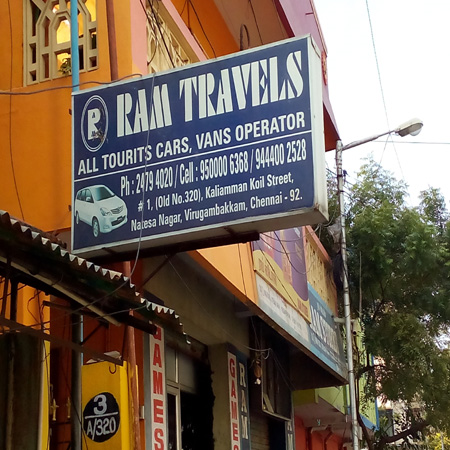 R RAM TRAVELS
ALL TOURITS CARS, VANS OPERATOR
Ph : 2479 4020 / Cell : 950000 6368 / 944400 2528
# 1, (Old No.320), Kaliamman Koil Street,
Natesa Nagar, Virugambakkam, Chennai - 92.
3
A/320
GAMES
GAMES
RAM